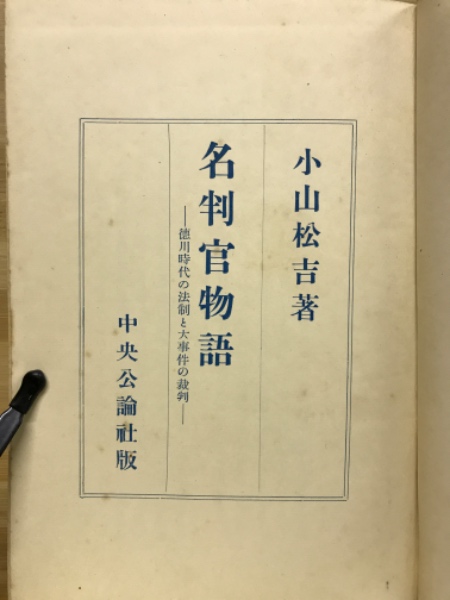 小山松吉著
名判官物語
―徳川時代の法制と大事件の裁判―
中央公論社版